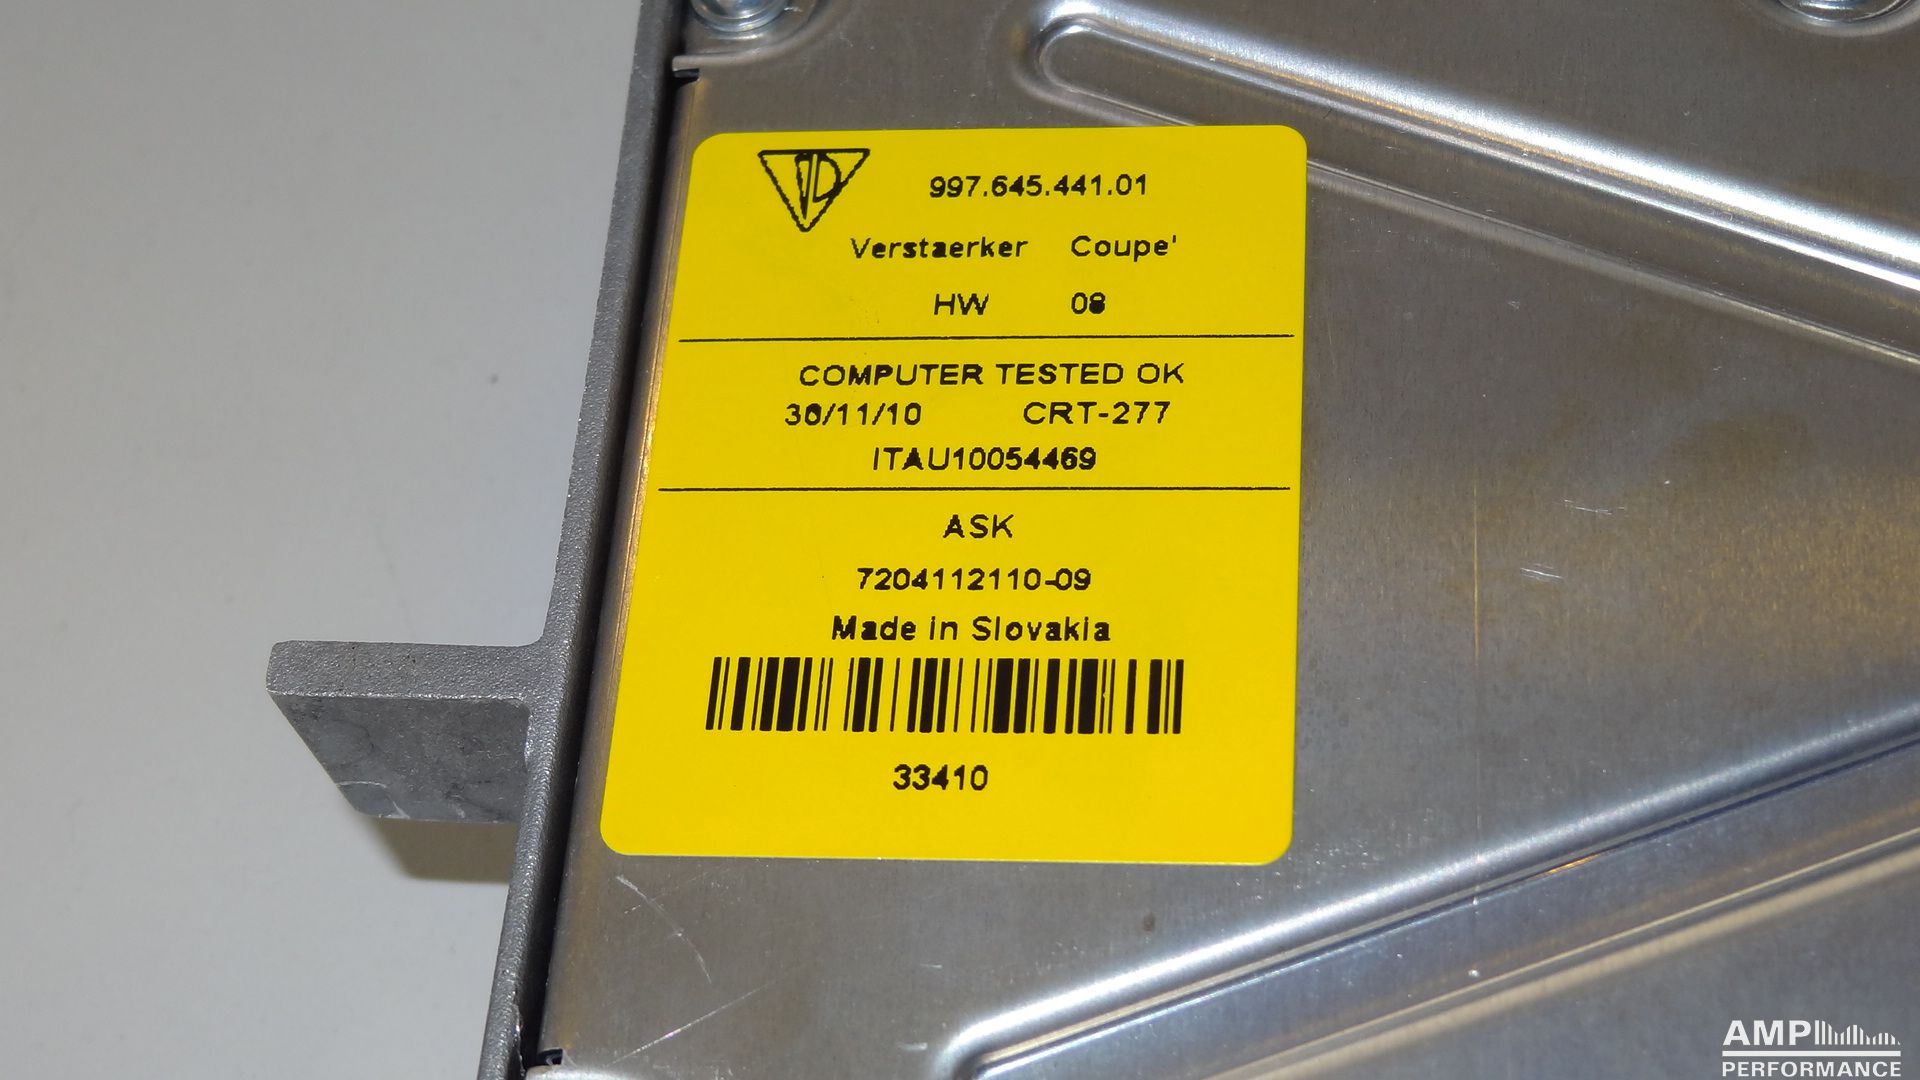 997.645.441.01
Verstaerker Coupe'
HW 08
COMPUTER TESTED OK
30/11/10 CRT-277
ITAU10054469
ASK
7204112110-09
Made in Slovakia
33410
AMP
PERFORMANCE